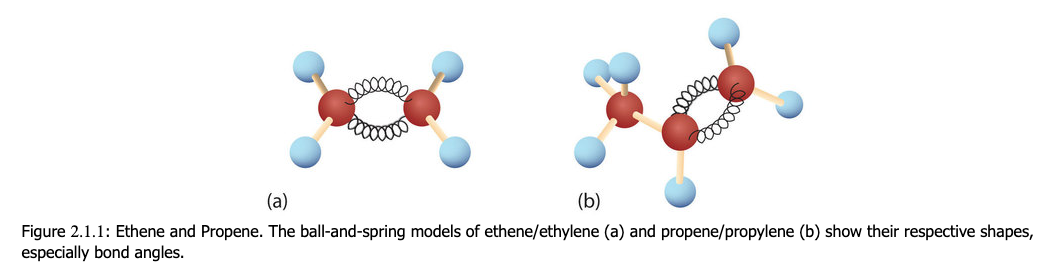 (a)
(b)
Figure 2.1.1: Ethene and Propene. The ball-and-spring models of ethene/ethylene (a) and propene/propylene (b) show their respective shapes,
especially bond angles.